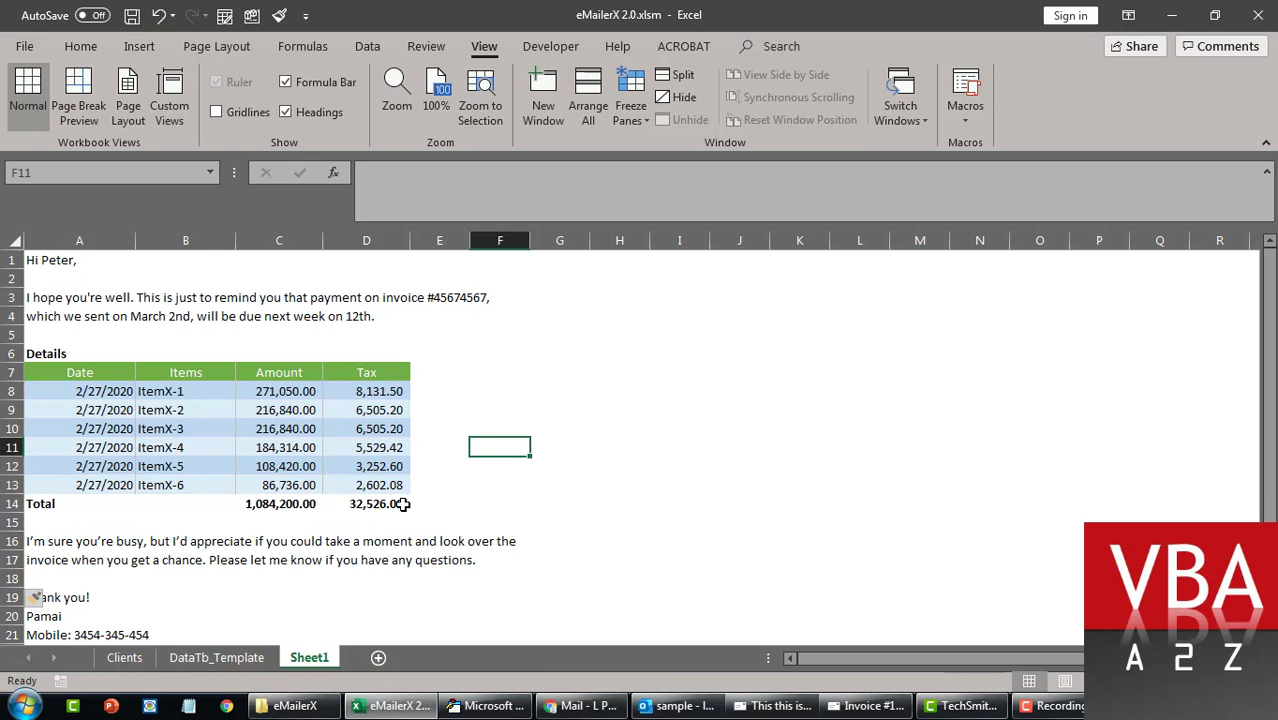 AutoSave Off eMailerX 2.0.xlsm - Excel Sign in
File Home Insert Page Layout Formulas Data Review View Developer Help ACROBAT Search Share Comments
Normal Page Break Preview Page Layout Custom Views
Workbook Views
Ruler Formula Bar
Gridlines Headings
Show
Zoom 100% Zoom to Selection
Zoom
New Window Arrange All Freeze Panes
Split
Hide
Unhide
View Side by Side
Synchronous Scrolling
Reset Window Position
Switch Windows
Window
Macros
Macros
F11 fx
A B C D E F G H I J K L M N O P Q R
1 Hi Peter,
2
3 I hope you're well. This is just to remind you that payment on invoice #45674567,
4 which we sent on March 2nd, will be due next week on 12th.
5
6 Details
7 Date Items Amount Tax
8 2/27/2020 ItemX-1 271,050.00 8,131.50
9 2/27/2020 ItemX-2 216,840.00 6,505.20
10 2/27/2020 ItemX-3 216,840.00 6,505.20
11 2/27/2020 ItemX-4 184,314.00 5,529.42
12 2/27/2020 ItemX-5 108,420.00 3,252.60
13 2/27/2020 ItemX-6 86,736.00 2,602.08
14 Total 1,084,200.00
15
16 I’m sure you’re busy, but I’d appreciate if you could take a moment and look over the
17 invoice when you get a chance. Please let me know if you have any questions.
18
19 ank you!
20 Pamai
21 Mobile: 3454-345-454
Clients DataTb_Template Sheet1
Ready
eMailerX eMailerX 2... Microsoft ... Mail - L P... sample - I... This this is... Invoice #1... TechSmit... Recording
VBA
A 2 Z